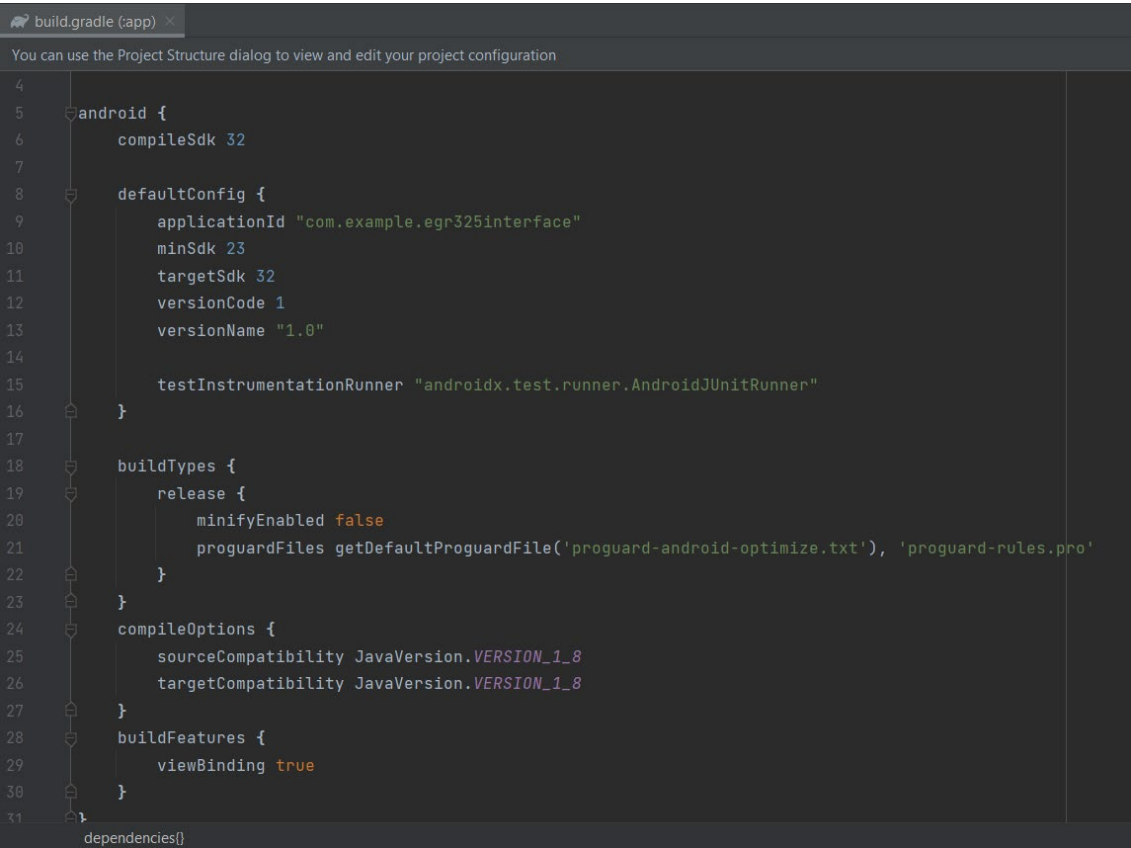 build.gradle (:app)
You can use the Project Structure dialog to view and edit your project configuration
4
5 android {
6 compileSdk 32
7
8 defaultConfig {
9 applicationId "com.example.egr325interface"
10 minSdk 23
11 targetSdk 32
12 versionCode 1
13 versionName "1.0"
14
15 testInstrumentationRunner "androidx.test.runner.AndroidJUnitRunner"
16 }
17
18 buildTypes {
19 release {
20 minifyEnabled false
21 proguardFiles getDefaultProguardFile('proguard-android-optimize.txt'), 'proguard-rules.pro'
22 }
23 }
24 compileOptions {
25 sourceCompatibility JavaVersion.VERSION_1_8
26 targetCompatibility JavaVersion.VERSION_1_8
27 }
28 buildFeatures {
29 viewBinding true
30 }
31 }
dependencies{}